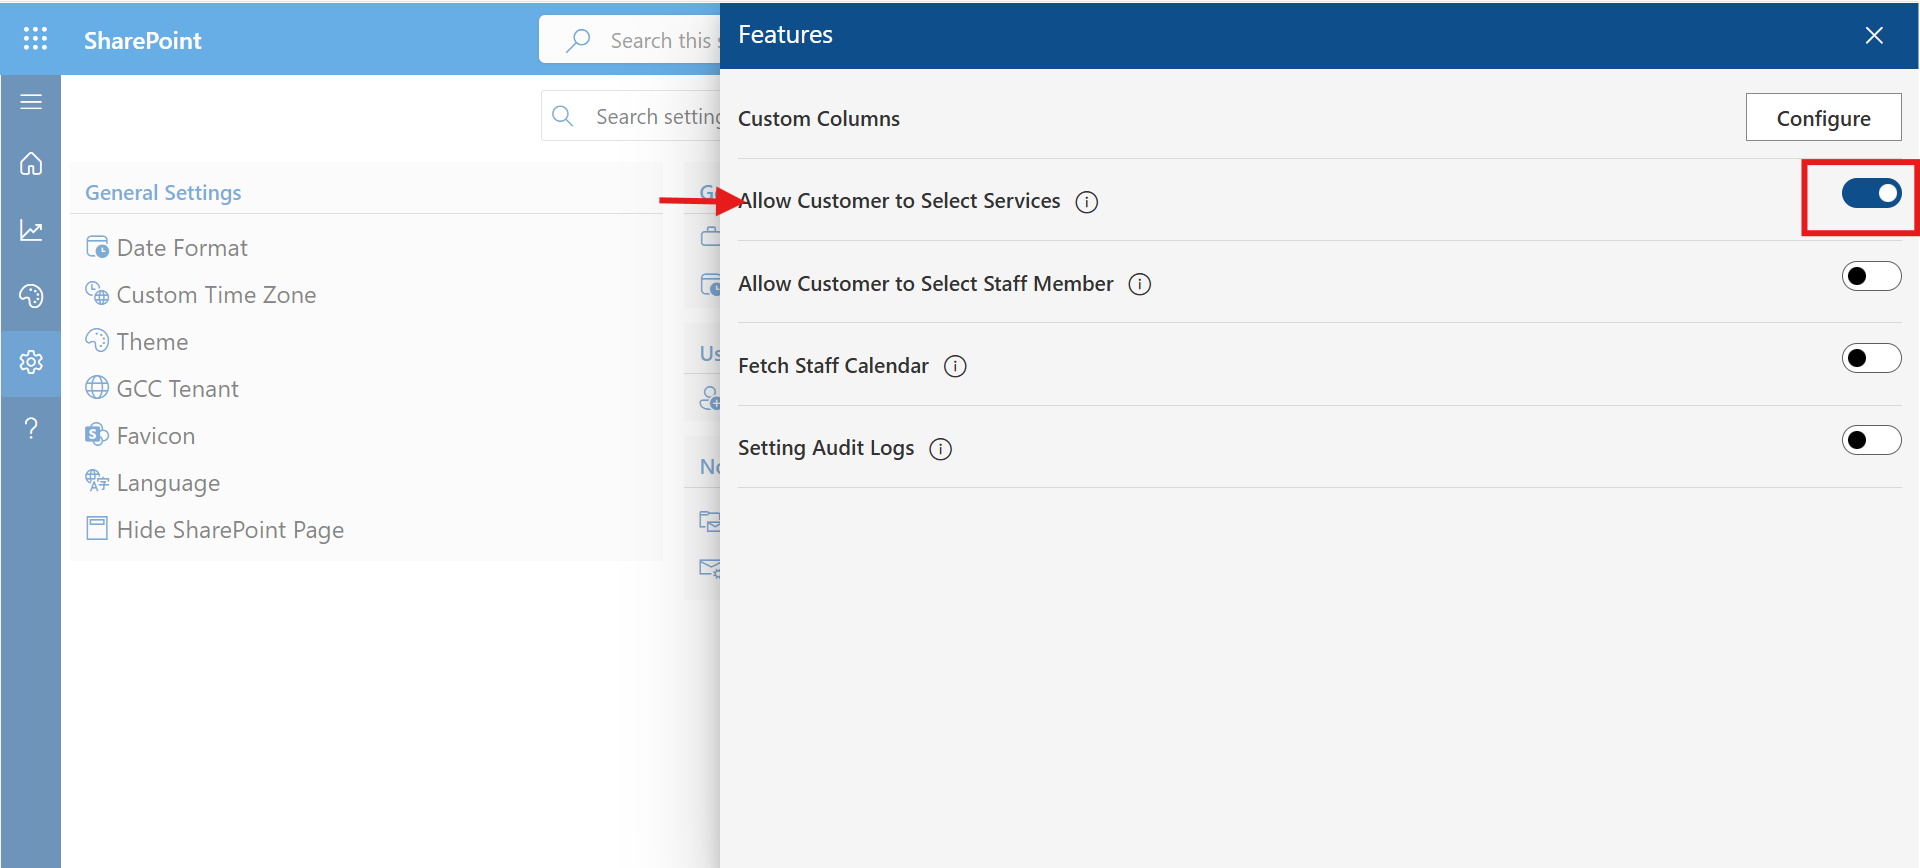 SharePoint
Search this
Features
Search setting
Custom Columns
Configure
General Settings
Allow Customer to Select Services
Date Format
Allow Customer to Select Staff Member
Custom Time Zone
Theme
Us
Fetch Staff Calendar
GCC Tenant
Favicon
Setting Audit Logs
No
Language
Hide SharePoint Page